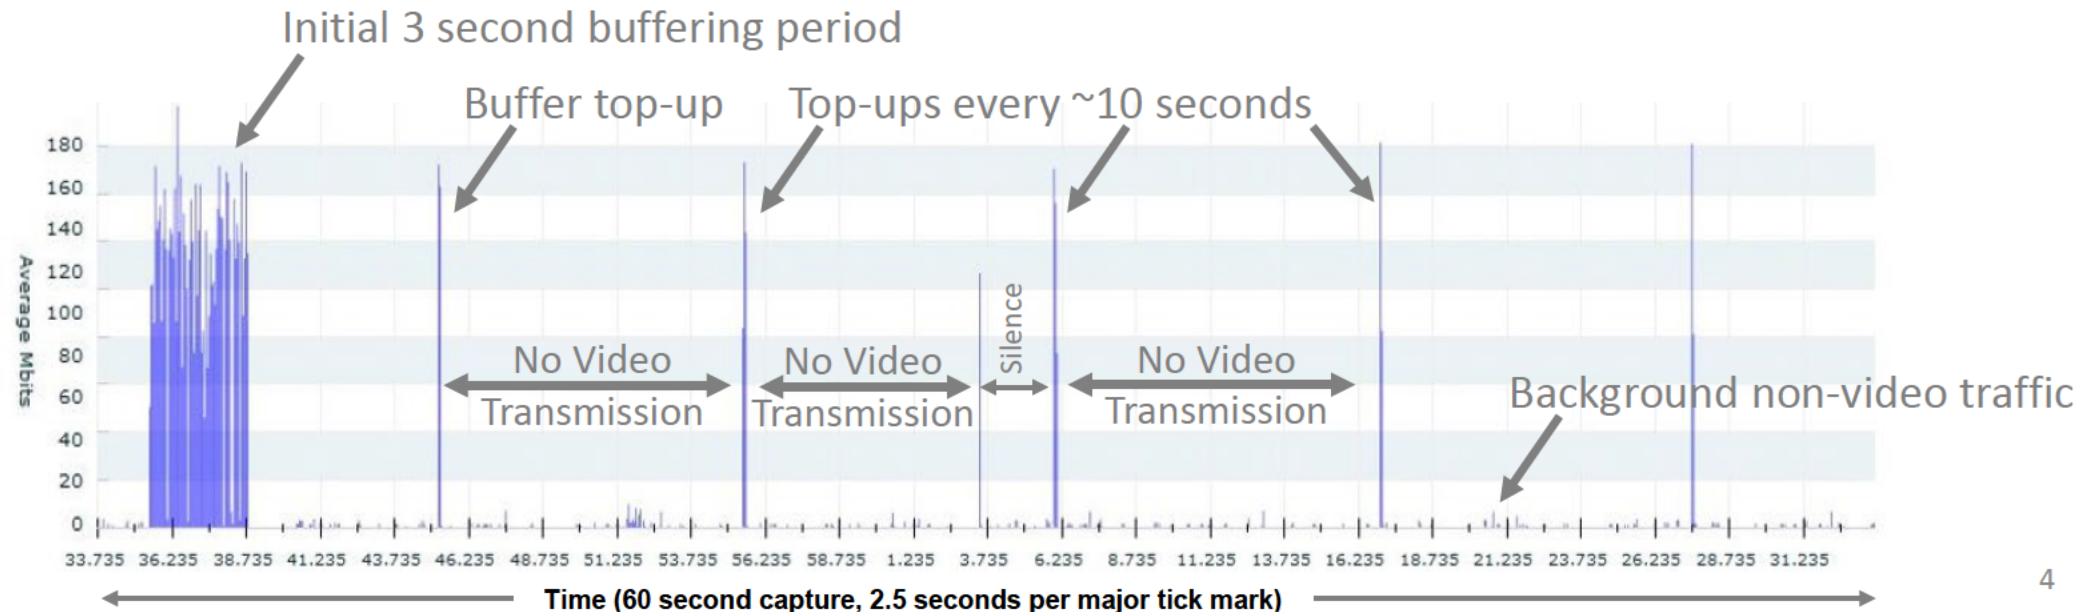 Initial 3 second buffering period
Buffer top-up
Top-ups every ~10 seconds
Average Mbits
180
160
140
120
100
80
60
40
20
0
No Video
Transmission
No Video
Transmission
Silence
No Video
Transmission
Background non-video traffic
33.735 36.235 38.735 41.235 43.735 46.235 48.735 51.235 53.735 56.235 58.735 1.235 3.735 6.235 8.735 11.235 13.735 16.235 18.735 21.235 23.735 26.235 28.735 31.235
Time (60 second capture, 2.5 seconds per major tick mark)
4